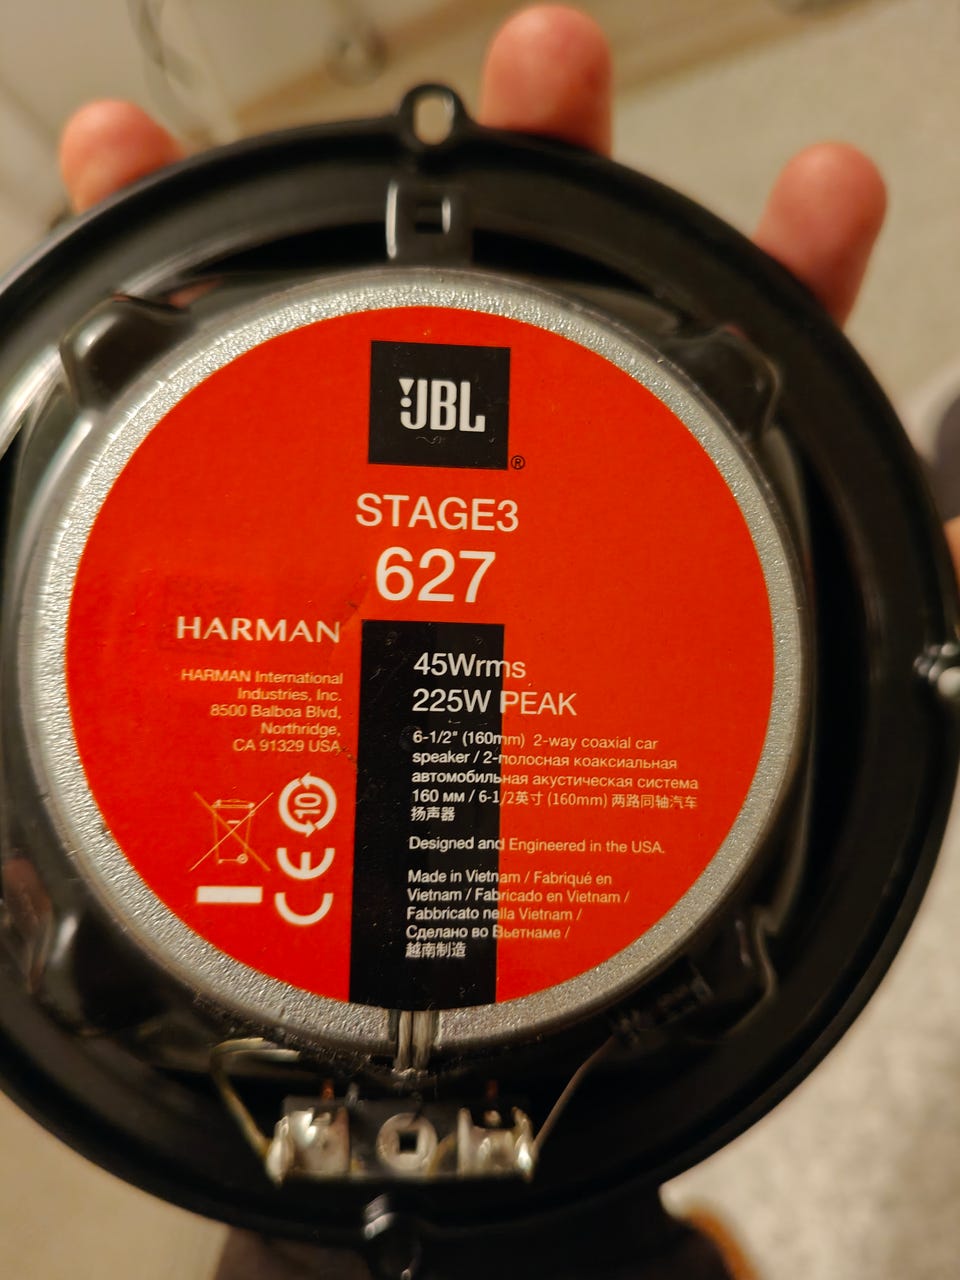 JBL
®
STAGE3
627
HARMAN
HARMAN International
Industries, Inc.
8500 Balboa Blvd,
Northridge,
CA 91329 USA
10
CE
45Wrms
225W PEAK
6-1/2" (160mm) 2-way coaxial car
speaker / 2-полосная коаксиальная
автомобильная акустическая система
160 мм / 6-1/2英寸 (160mm) 两路同轴汽车
扬声器
Designed and Engineered in the USA.
Made in Vietnam / Fabriqué en
Vietnam / Fabricado en Vietnam /
Fabbricato nella Vietnam /
Сделано во Вьетнаме /
越南制造